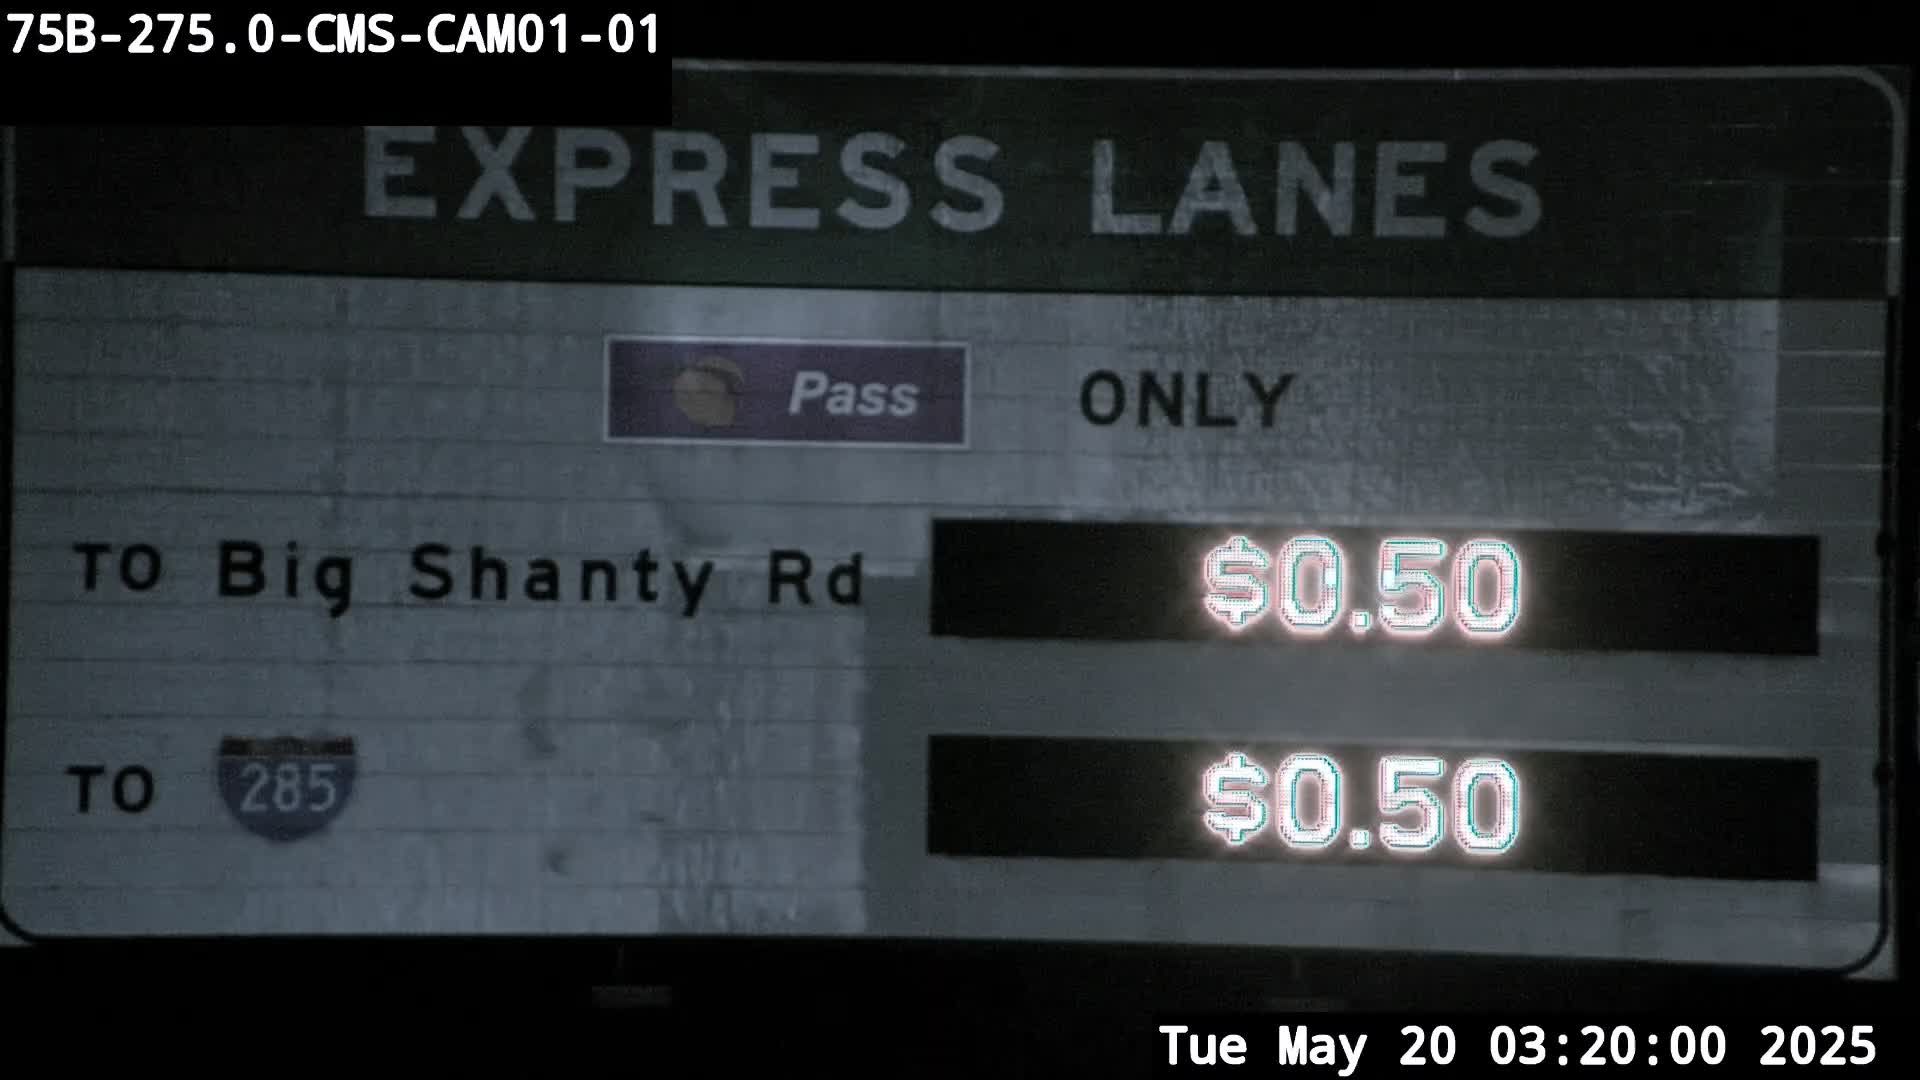 75B-275.0-CMS-CAM01-01
EXPRESS LANES
Pass ONLY
TO Big Shanty Rd $0.50
TO 285 $0.50
Tue May 20 03:20:00 2025